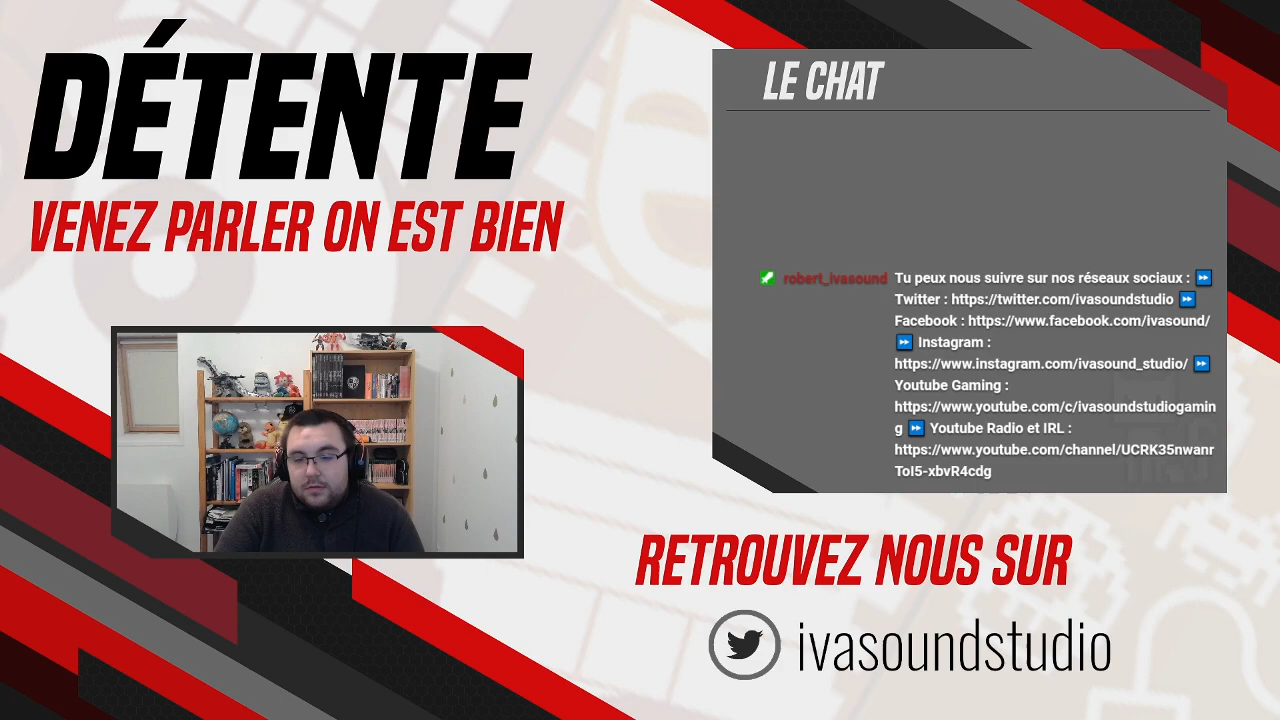 DÉTENTE
VENEZ PARLER ON EST BIEN
LE CHAT
robert_ivasound Tu peux nous suivre sur nos réseaux sociaux : ⏩
Twitter : https://twitter.com/ivasoundstudio ⏩
Facebook : https://www.facebook.com/ivasound/
⏩ Instagram :
https://www.instagram.com/ivasound_studio/ ⏩
Youtube Gaming :
https://www.youtube.com/c/ivasoundstudiogamin
g ⏩ Youtube Radio et IRL :
https://www.youtube.com/channel/UCRK35nwanr
ToI5-xbvR4cdg
RETROUVEZ NOUS SUR
ivasoundstudio